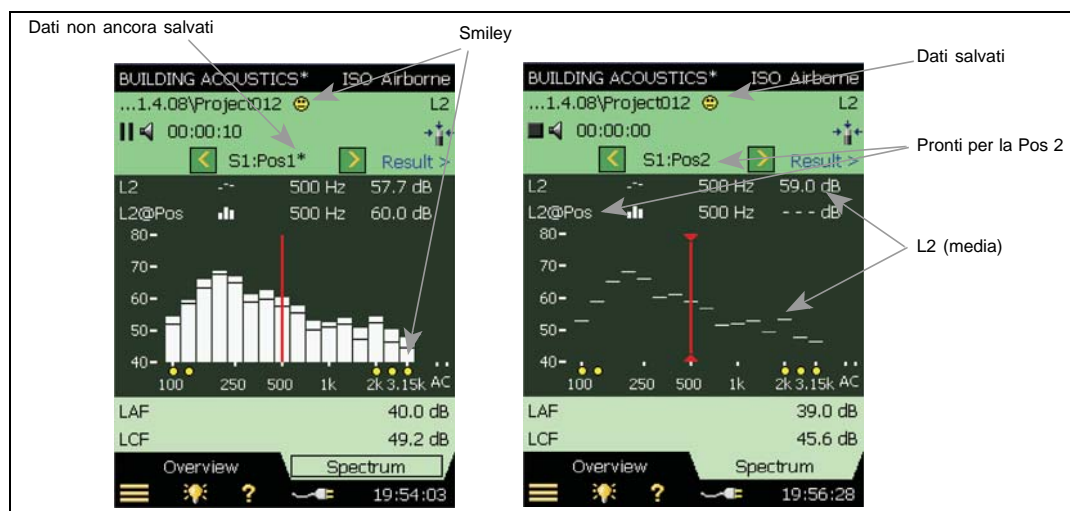 Dati non ancora salvati
Smiley
Dati salvati
Pronti per la Pos 2
L2 (media)
BUILDING ACOUSTICS* ISO Airborne
...1.4.08\Project012 L2
00:00:10
S1:Pos1*
Result >
L2 500 Hz 57.7 dB
L2@Pos 500 Hz 60.0 dB
80
70
60
50
40
100 250 500 1k 2k 3.15k AC
LAF 40.0 dB
LCF 49.2 dB
Overview Spectrum
? 19:54:03
BUILDING ACOUSTICS* ISO Airborne
...1.4.08\Project012 L2
00:00:00
S1:Pos2
Result >
L2 500 Hz 59.0 dB
L2@Pos 500 Hz - - - dB
80
70
60
50
40
100 250 500 1k 2k 3.15k AC
LAF 39.0 dB
LCF 45.6 dB
Overview Spectrum
? 19:56:28